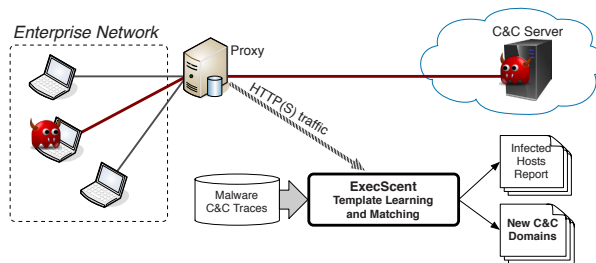 Enterprise Network
Proxy
C&C Server
HTTP(S) traffic
Malware
C&C Traces
ExecScent
Template Learning
and Matching
Infected
Hosts
Report
New C&C
Domains